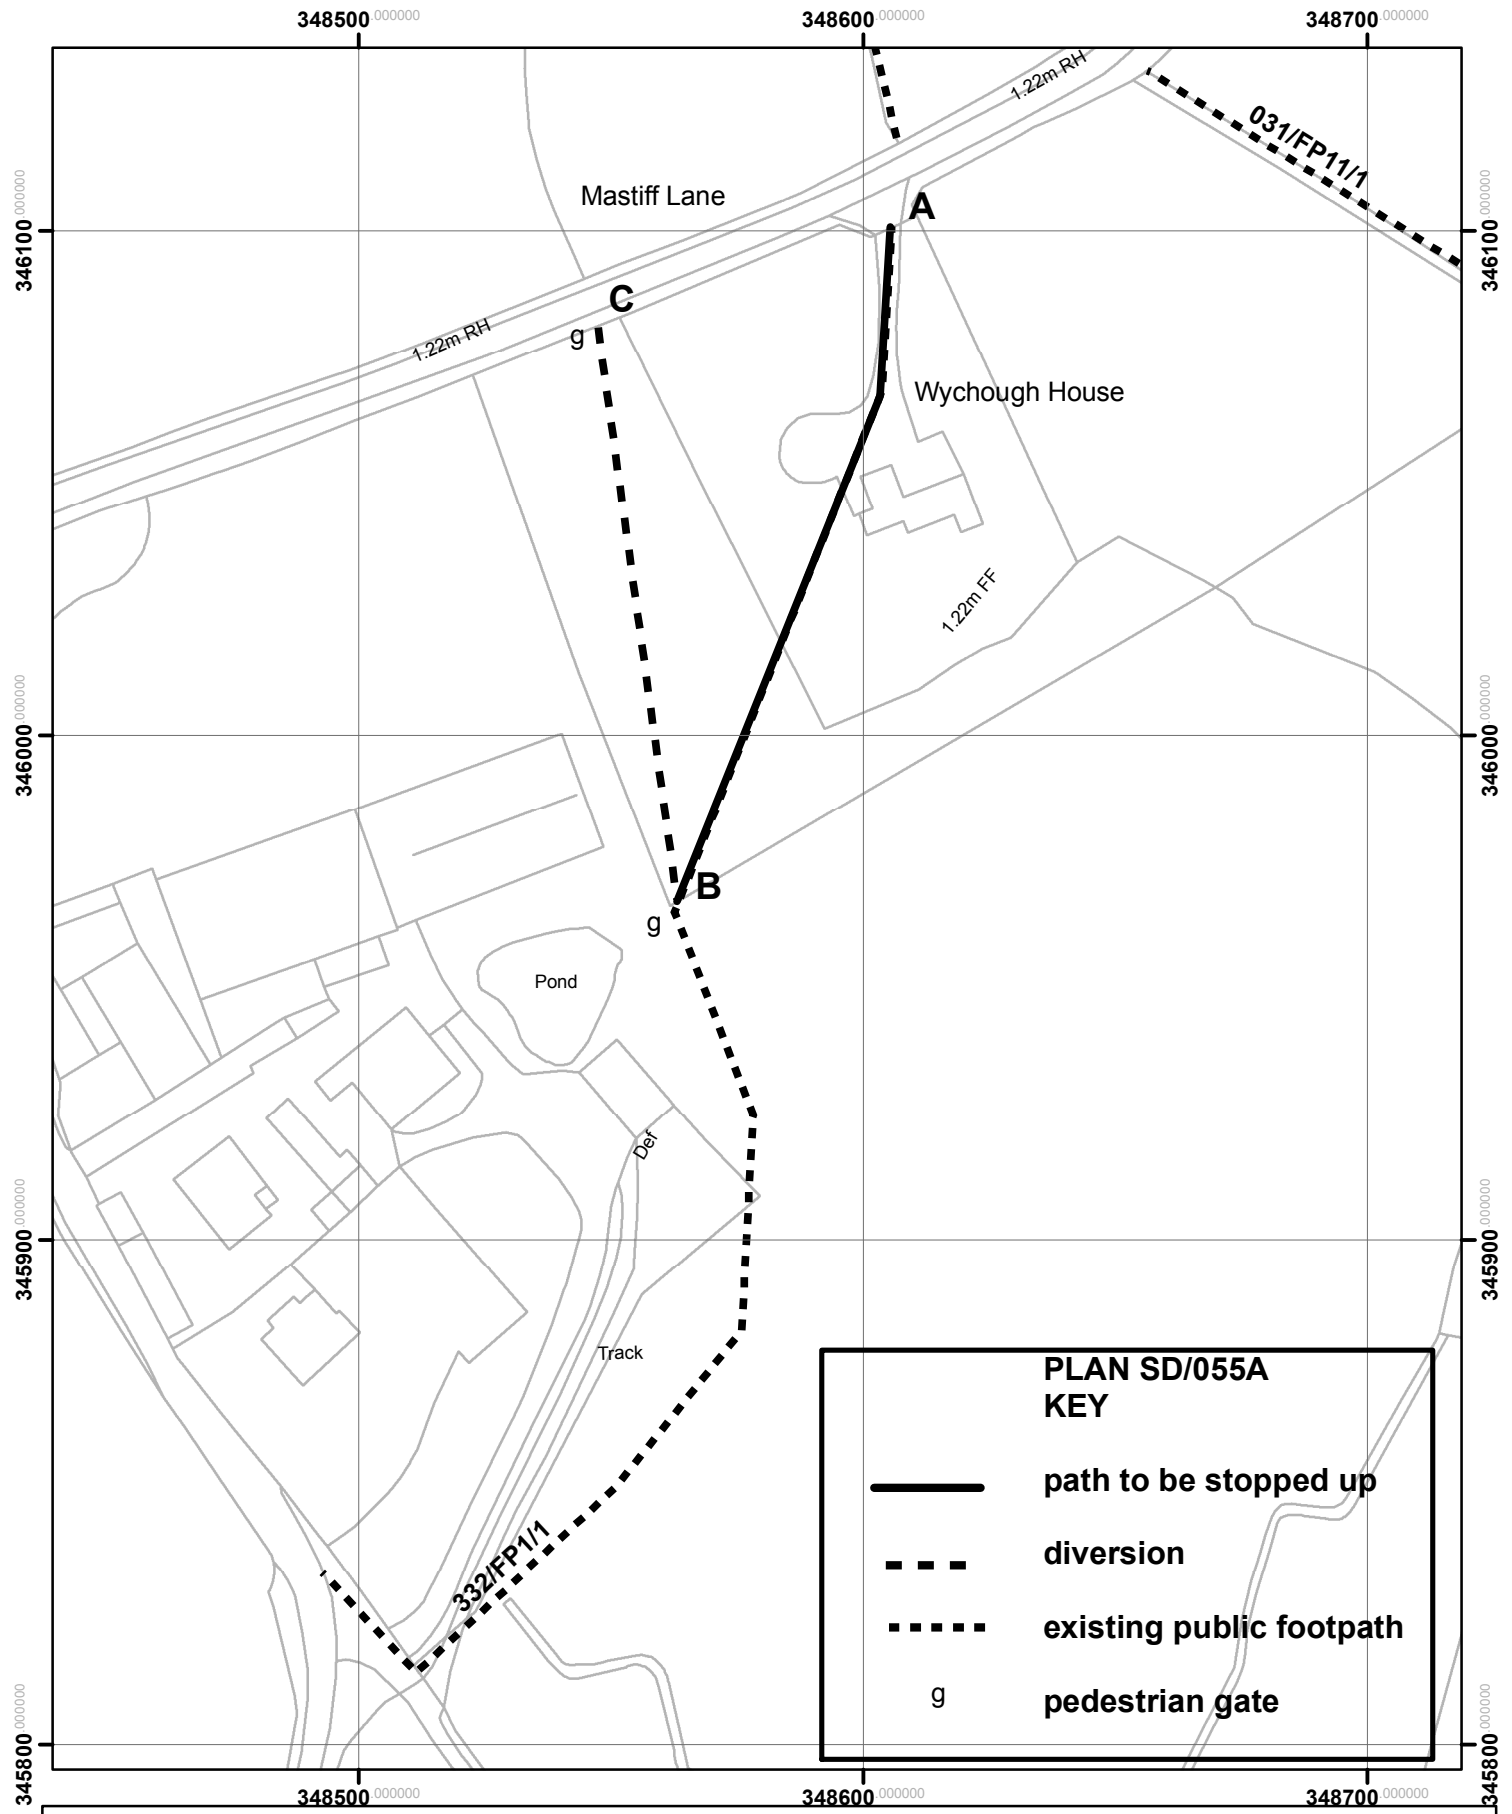 348500.000000 348600.000000 348700.000000
1.22m RH
031/FP11/1
346100.000000
Mastiff Lane
A
346100.000000
C
g
1.22m RH
Wychough House
1.22m FF
346000.000000
346000.000000
B
g
Pond
Def
345900.000000
345900.000000
Track
PLAN SD/055A
KEY
path to be stopped up
diversion
existing public footpath
g pedestrian gate
332/FP1/1
345800.000000
345800.000000
348500.000000 348600.000000 348700.000000